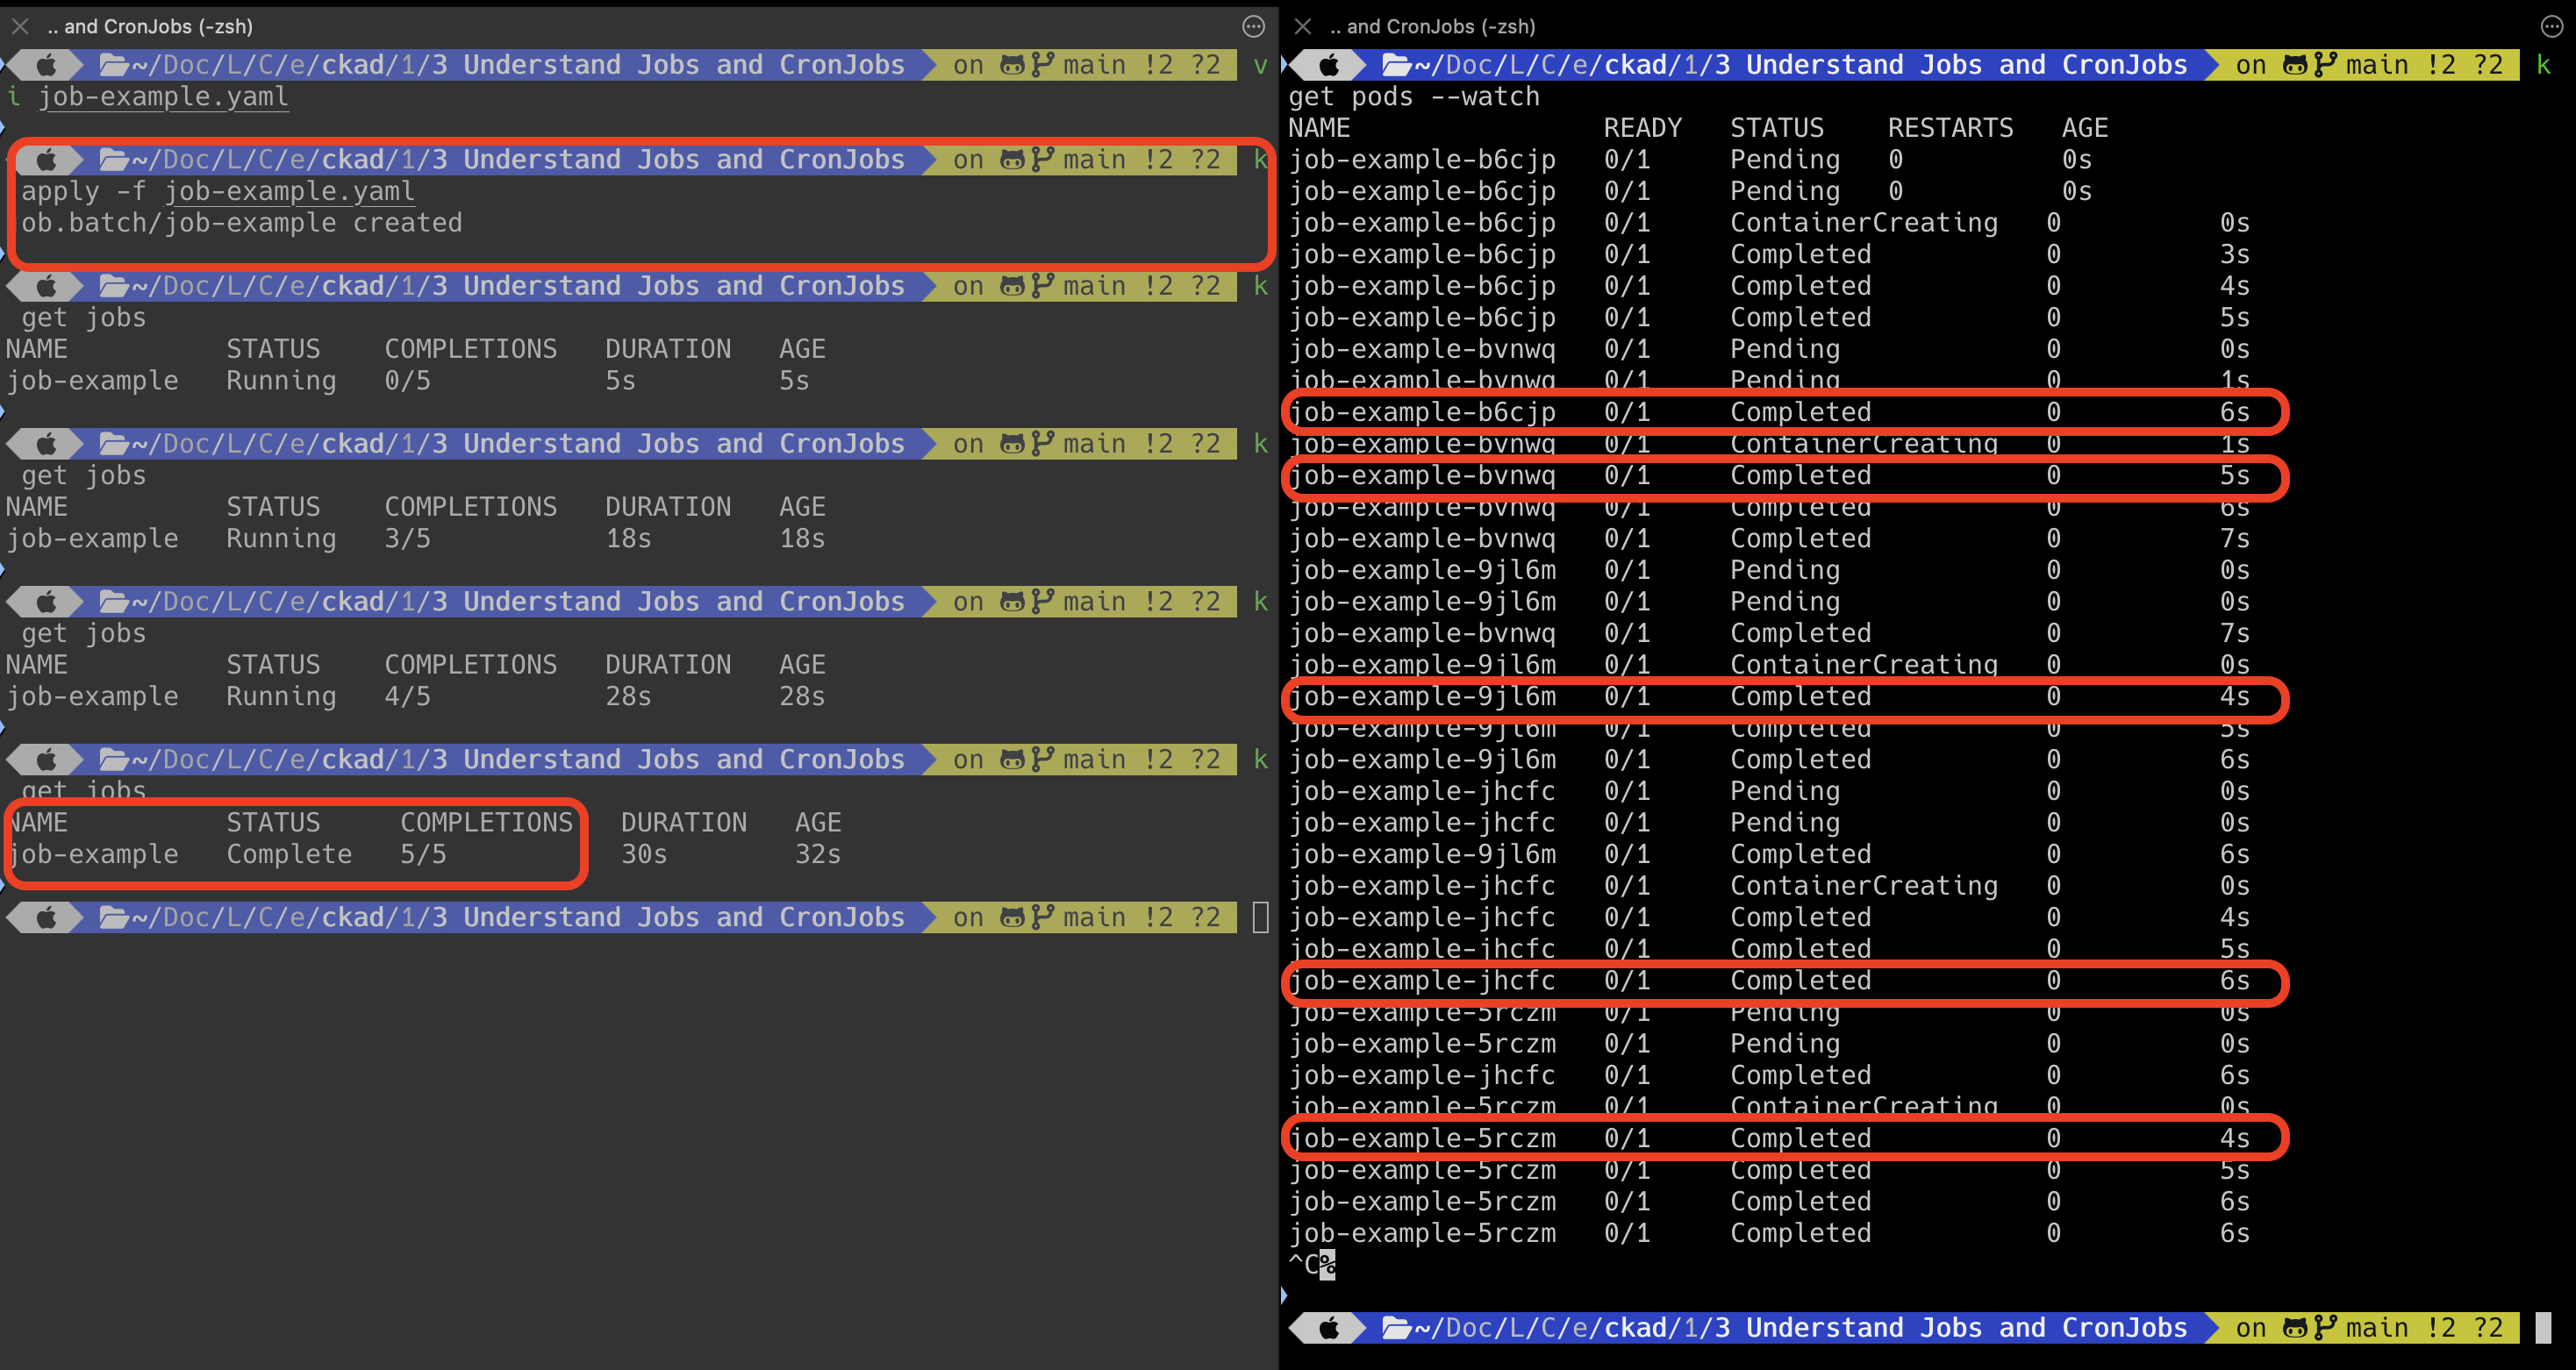 .. and CronJobs (-zsh)
~/Doc/L/C/e/ckad/1/3 Understand Jobs and CronJobs on main !2 ?2 v
i job-example.yaml
~/Doc/L/C/e/ckad/1/3 Understand Jobs and CronJobs on main !2 ?2 k
apply -f job-example.yaml
ob.batch/job-example created
~/Doc/L/C/e/ckad/1/3 Understand Jobs and CronJobs on main !2 ?2 k
get jobs
NAME STATUS COMPLETIONS DURATION AGE
job-example Running 0/5 5s 5s
~/Doc/L/C/e/ckad/1/3 Understand Jobs and CronJobs on main !2 ?2 k
get jobs
NAME STATUS COMPLETIONS DURATION AGE
job-example Running 3/5 18s 18s
~/Doc/L/C/e/ckad/1/3 Understand Jobs and CronJobs on main !2 ?2 k
get jobs
NAME STATUS COMPLETIONS DURATION AGE
job-example Running 4/5 28s 28s
~/Doc/L/C/e/ckad/1/3 Understand Jobs and CronJobs on main !2 ?2 k
get jobs
NAME STATUS COMPLETIONS DURATION AGE
job-example Complete 5/5 30s 32s
~/Doc/L/C/e/ckad/1/3 Understand Jobs and CronJobs on main !2 ?2
.. and CronJobs (-zsh)
~/Doc/L/C/e/ckad/1/3 Understand Jobs and CronJobs on main !2 ?2 k
get pods --watch
NAME READY STATUS RESTARTS AGE
job-example-b6cjp 0/1 Pending 0 0s
job-example-b6cjp 0/1 Pending 0 0s
job-example-b6cjp 0/1 ContainerCreating 0 0s
job-example-b6cjp 0/1 Completed 0 3s
job-example-b6cjp 0/1 Completed 0 4s
job-example-b6cjp 0/1 Completed 0 5s
job-example-bvnwq 0/1 Pending 0 0s
job-example-bvnwq 0/1 Pending 0 1s
job-example-b6cjp 0/1 Completed 0 6s
job-example-bvnwq 0/1 ContainerCreating 0 1s
job-example-bvnwq 0/1 Completed 0 5s
job-example-bvnwq 0/1 Completed 0 6s
job-example-bvnwq 0/1 Completed 0 7s
job-example-9jl6m 0/1 Pending 0 0s
job-example-9jl6m 0/1 Pending 0 0s
job-example-bvnwq 0/1 Completed 0 7s
job-example-9jl6m 0/1 ContainerCreating 0 0s
job-example-9jl6m 0/1 Completed 0 4s
job-example-9jl6m 0/1 Completed 0 5s
job-example-9jl6m 0/1 Completed 0 6s
job-example-jhcfc 0/1 Pending 0 0s
job-example-jhcfc 0/1 Pending 0 0s
job-example-9jl6m 0/1 Completed 0 6s
job-example-jhcfc 0/1 ContainerCreating 0 0s
job-example-jhcfc 0/1 Completed 0 4s
job-example-jhcfc 0/1 Completed 0 5s
job-example-jhcfc 0/1 Completed 0 6s
job-example-5rczm 0/1 Pending 0 0s
job-example-5rczm 0/1 Pending 0 0s
job-example-jhcfc 0/1 Completed 0 6s
job-example-5rczm 0/1 ContainerCreating 0 0s
job-example-5rczm 0/1 Completed 0 4s
job-example-5rczm 0/1 Completed 0 5s
job-example-5rczm 0/1 Completed 0 6s
job-example-5rczm 0/1 Completed 0 6s
^C%
~/Doc/L/C/e/ckad/1/3 Understand Jobs and CronJobs on main !2 ?2